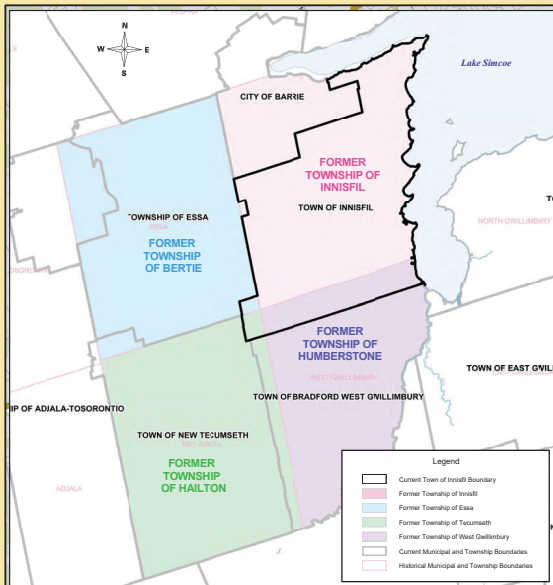 VESPRA
N
W E
S
Lake Simcoe
CITY OF BARRIE
FORMER
TOWNSHIP OF
INNISFIL
TOWN OF INNISFIL
TOWNSHIP OF ESSA
ESSA
FORMER
TOWNSHIP
OF BERTIE
NORTH GWILLIMBURY
FORMER
TOWNSHIP OF
HUMBERSTONE
WEST GWILLIMBURY
TOWN OF EAST GWILLI
TOWN OF BRADFORD WEST GWILLIMBURY
IP OF ADJALA-TOSORONTIO
TOWN OF NEW TECUMSETH
TECUMSETH
FORMER
TOWNSHIP
OF HAILTON
ADJALA
Legend
Current Town of Innisfil Boundary
Former Township of Innisfil
Former Township of Essa
Former Township of Tecumseth
Former Township of West Gwillimbury
Current Municipal and Township Boundaries
Historical Municipal and Township Boundaries